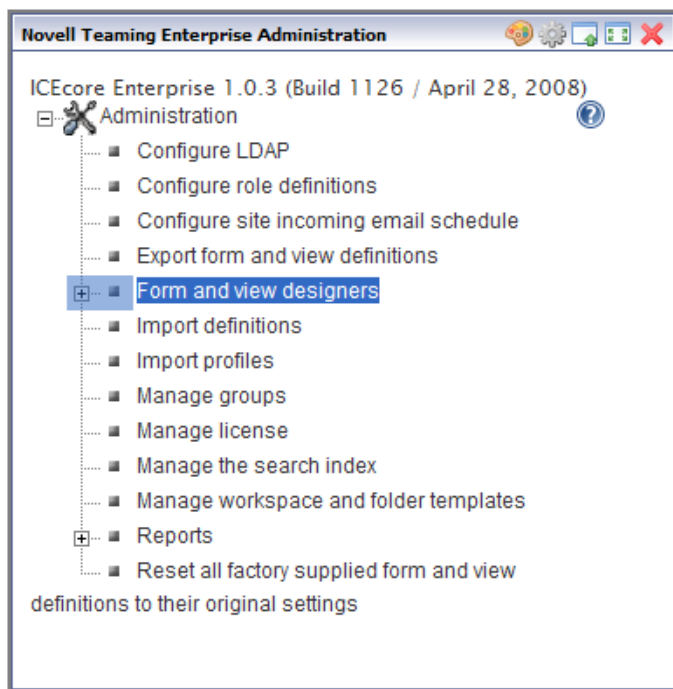 Novell Teaming Enterprise Administration
ICEcore Enterprise 1.0.3 (Build 1126 / April 28, 2008)
Administration
Configure LDAP
Configure role definitions
Configure site incoming email schedule
Export form and view definitions
Form and view designers
Import definitions
Import profiles
Manage groups
Manage license
Manage the search index
Manage workspace and folder templates
Reports
Reset all factory supplied form and view
definitions to their original settings